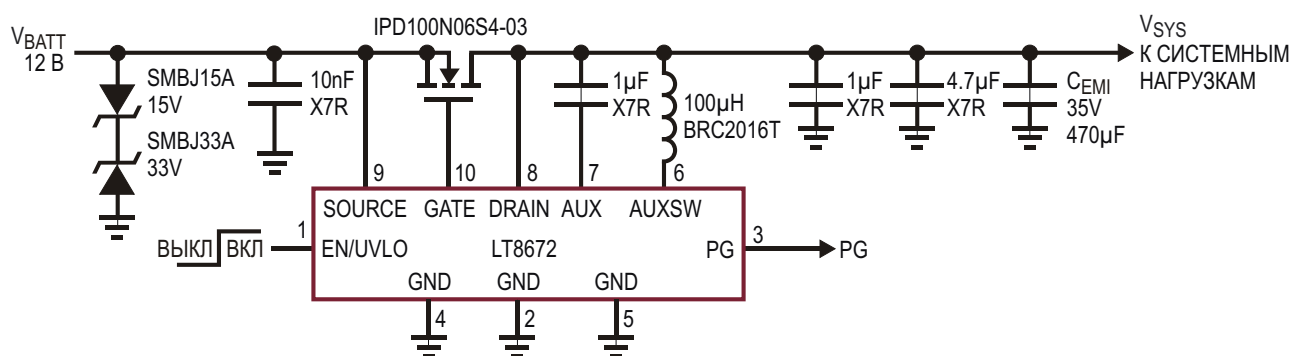 IPD100N06S4-03
VBATT
12 В
VSYS
К СИСТЕМНЫМ
НАГРУЗКАМ
SMBJ15A
15V
SMBJ33A
33V
10nF
X7R
1µF
X7R
100µH
BRC2016T
1µF
X7R
4.7µF
X7R
CEMI
35V
470µF
9 10 8 7 6
SOURCE GATE DRAIN AUX AUXSW
ВЫКЛ ВКЛ
1
EN/UVLO
LT8672
PG
3
PG
GND GND GND
4 2 5